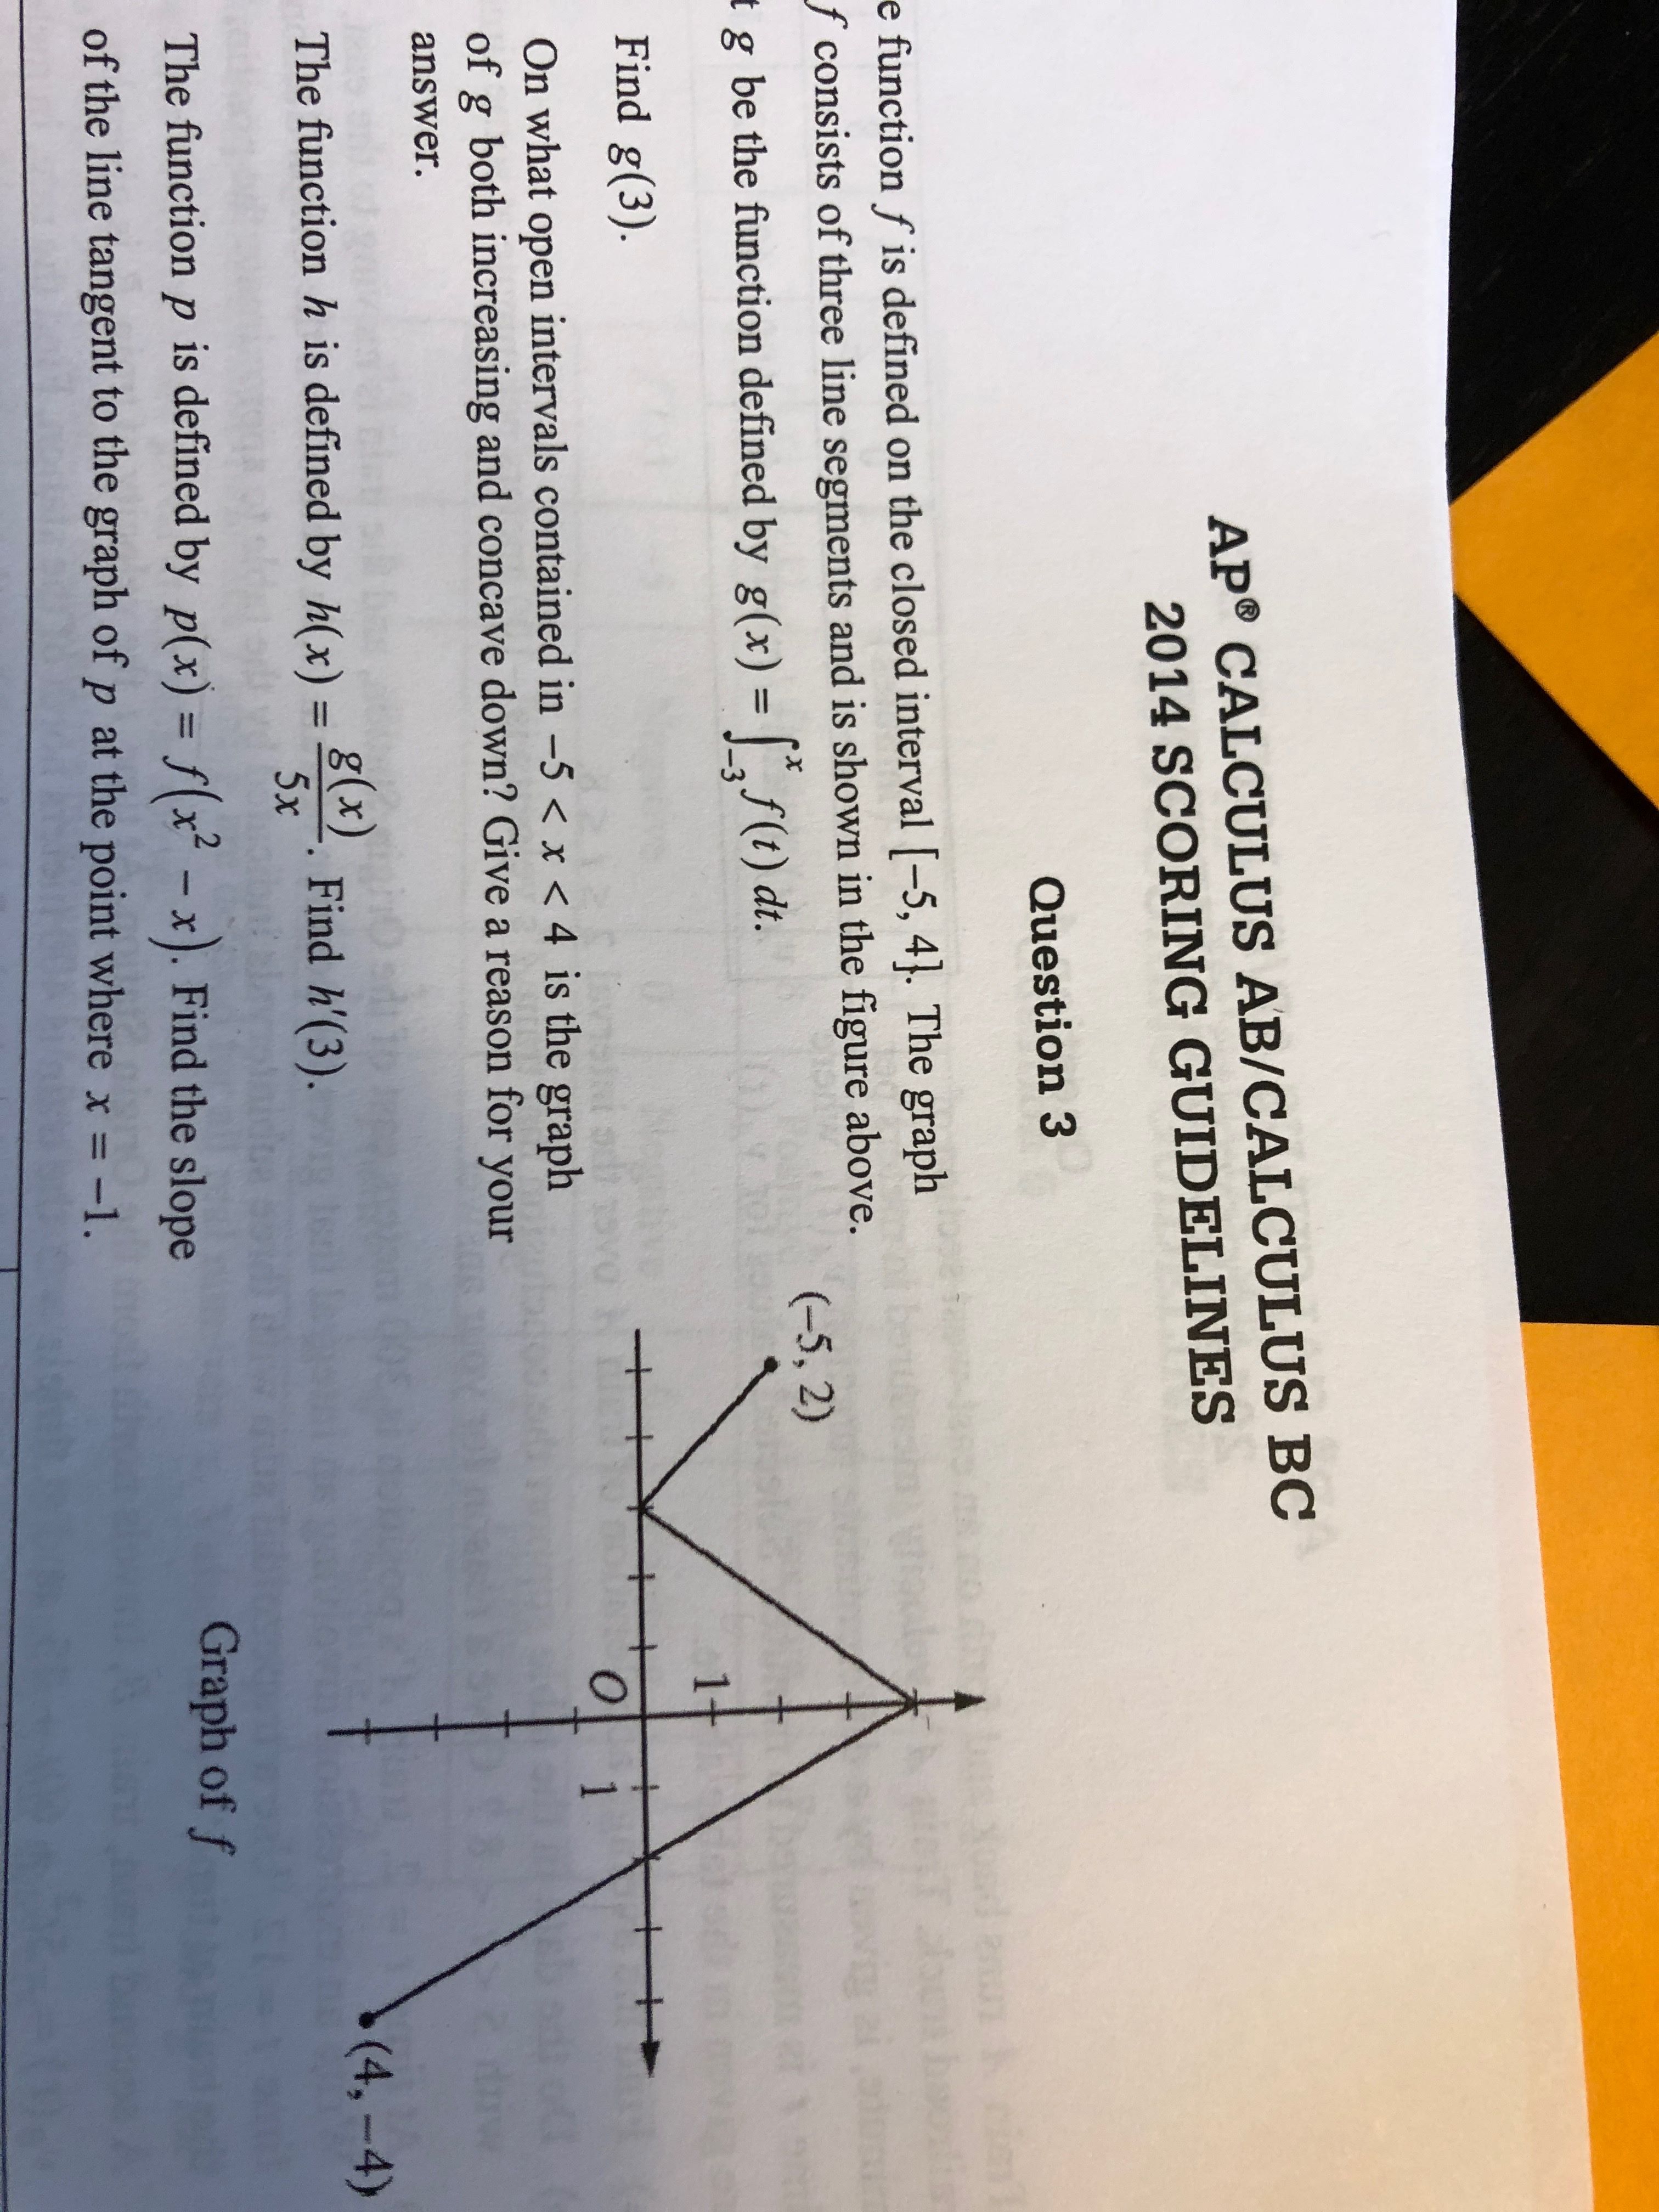 AP® CALCULUS AB/CALCULUS BC
2014 SCORING GUIDELINES
Question 3
e function f is defined on the closed interval [−5, 4]. The graph
f consists of three line segments and is shown in the figure above.
t g be the function defined by g(x) = ∫₋₃ˣ f(t) dt.
Find g(3).
On what open intervals contained in −5 < x < 4 is the graph
of g both increasing and concave down? Give a reason for your
answer.
The function h is defined by h(x) = g(x)/5x. Find h′(3).
The function p is defined by p(x) = f(x² − x). Find the slope
of the line tangent to the graph of p at the point where x = −1.
(−5, 2)
1
O
1
(4, −4)
Graph of f